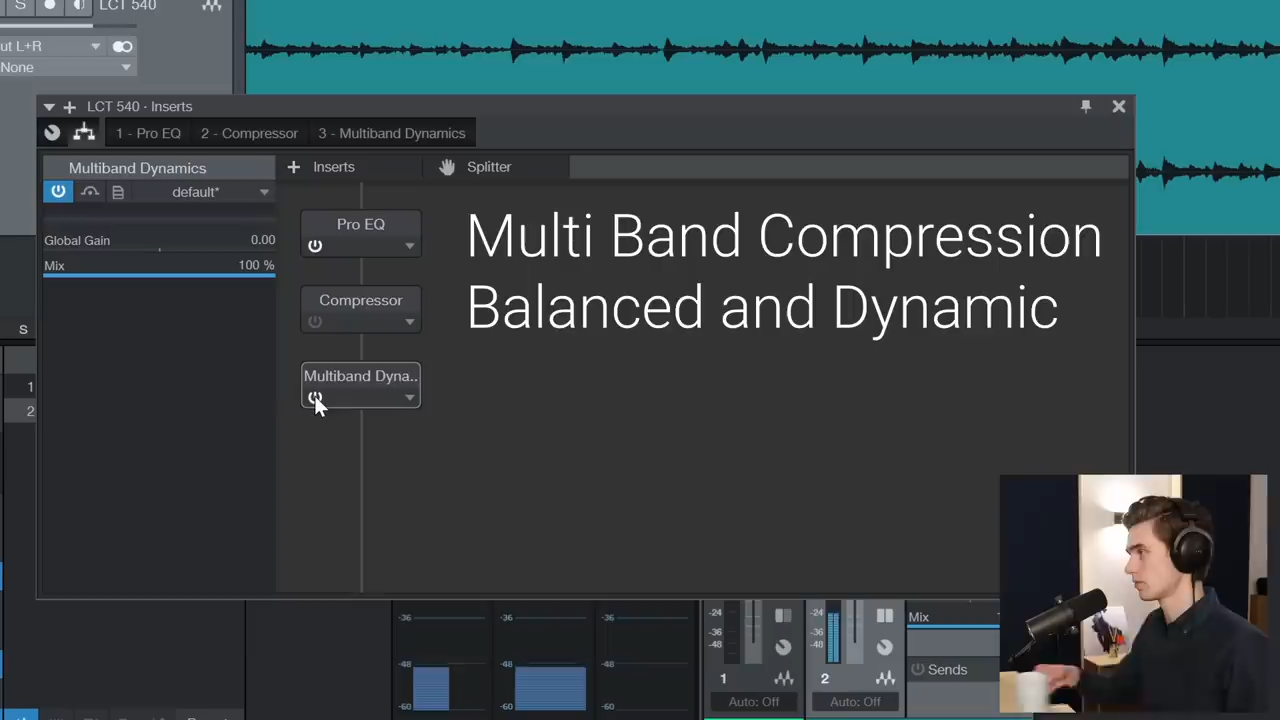 S
LCT 540
ut L+R
None
LCT 540 - Inserts
1 - Pro EQ
2 - Compressor
3 - Multiband Dynamics
Multiband Dynamics
Inserts
Splitter
default*
Pro EQ
Global Gain 0.00
Mix 100 %
Compressor
Multiband Dyna..
Multi Band Compression
Balanced and Dynamic
S
1
2
-36
-48
-60
-36
-48
-60
-36
-48
-60
-24
-36
-48
1
Auto: Off
-24
-36
-48
2
Auto: Off
Mix
Sends